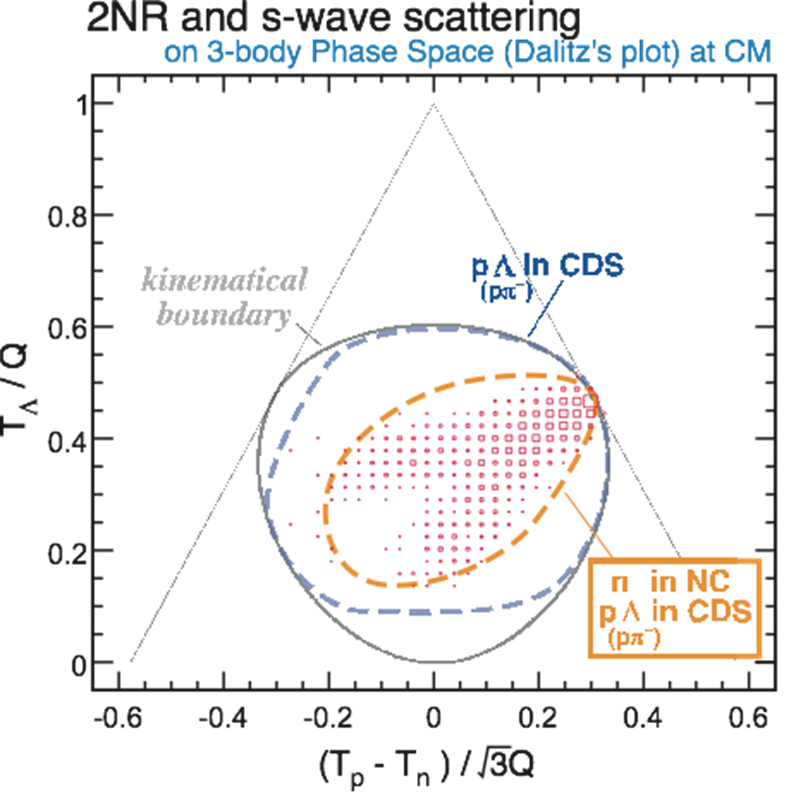 2NR and s-wave scattering
on 3-body Phase Space (Dalitz's plot) at CM
1
0.8
0.6
0.4
0.2
0
T_Λ / Q
kinematical
boundary
p Λ in CDS
(pπ⁻)
n in NC
p Λ in CDS
(pπ⁻)
-0.6 -0.4 -0.2 0 0.2 0.4 0.6
(T_p - T_n ) / √3Q